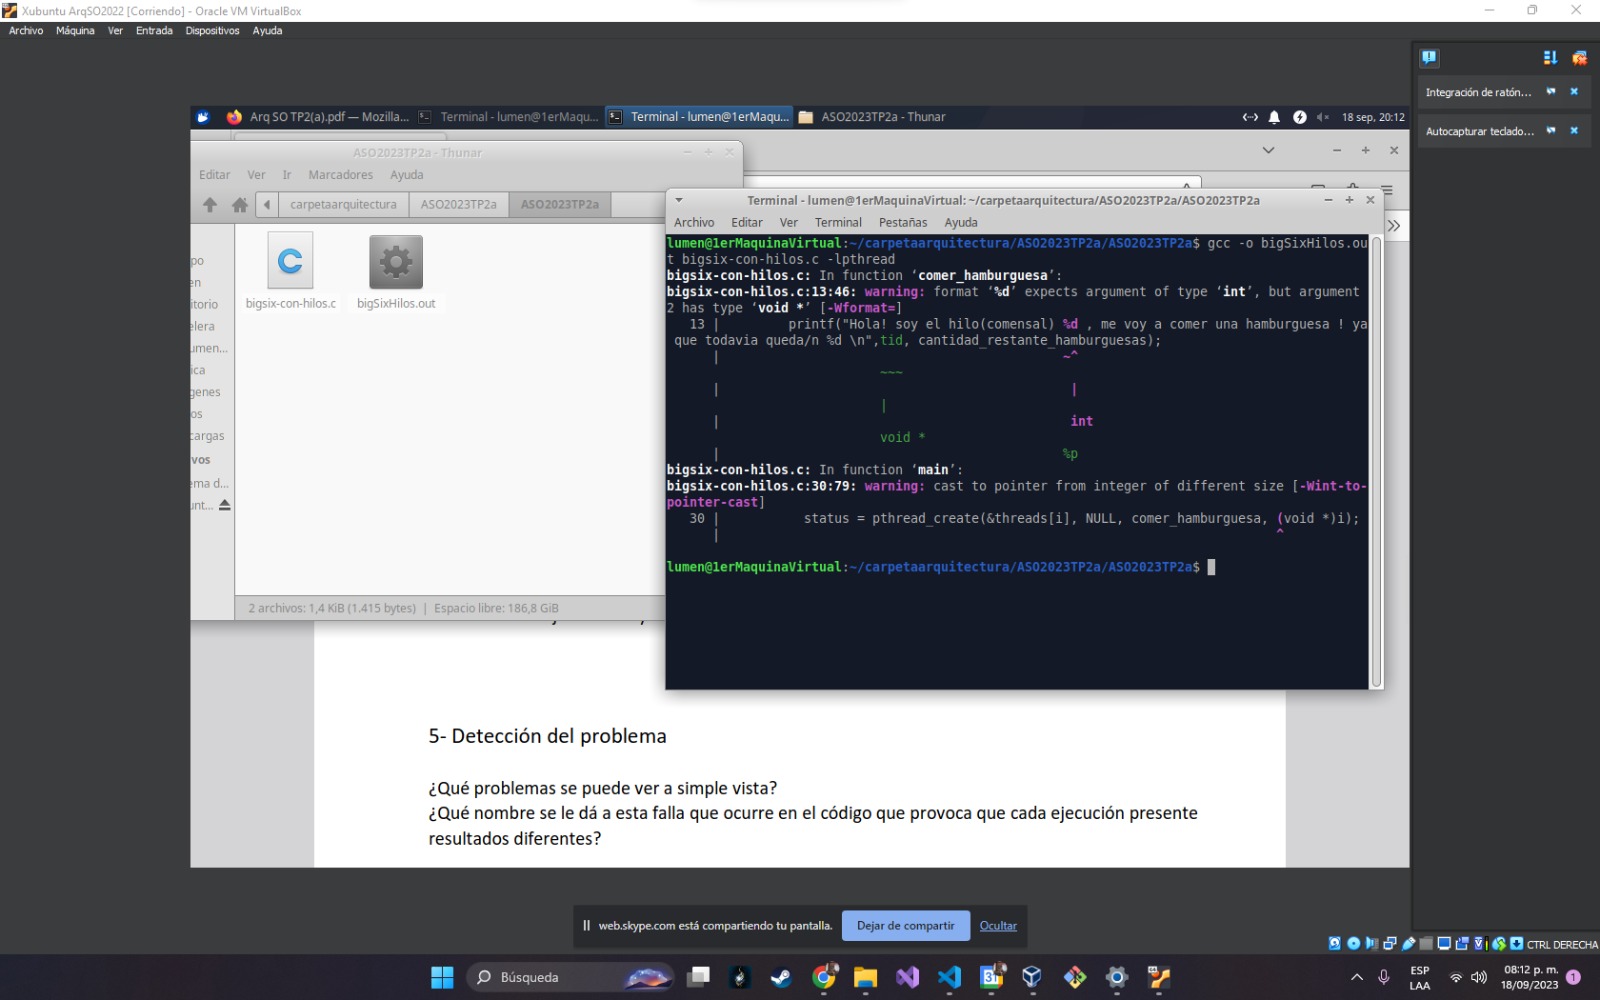 Xubuntu ArqSO2022 [Corriendo] - Oracle VM VirtualBox
Archivo Máquina Ver Entrada Dispositivos Ayuda
Integración de ratón...
Autocapturar teclado...
Arq SO TP2(a).pdf — Mozilla... Terminal - lumen@1erMaqu... Terminal - lumen@1erMaqu... ASO2023TP2a - Thunar 18 sep, 20:12
ASO2023TP2a - Thunar
Editar Ver Ir Marcadores Ayuda
carpetaarquitectura ASO2023TP2a ASO2023TP2a
po
en
itorio
elera
umen...
ica
genes
os
cargas
vos
ema d...
unt...
bigsix-con-hilos.c bigSixHilos.out
2 archivos: 1,4 KiB (1.415 bytes) | Espacio libre: 186,8 GiB
Terminal - lumen@1erMaquinaVirtual: ~/carpetaarquitectura/ASO2023TP2a/ASO2023TP2a
Archivo Editar Ver Terminal Pestañas Ayuda
lumen@1erMaquinaVirtual:~/carpetaarquitectura/ASO2023TP2a/ASO2023TP2a$ gcc -o bigSixHilos.ou
t bigsix-con-hilos.c -lpthread
bigsix-con-hilos.c: In function ‘comer_hamburguesa’:
bigsix-con-hilos.c:13:46: warning: format ‘%d’ expects argument of type ‘int’, but argument
2 has type ‘void *’ [-Wformat=]
13 | printf("Hola! soy el hilo(comensal) %d , me voy a comer una hamburguesa ! ya
que todavia queda/n %d \n",tid, cantidad_restante_hamburguesas);
| ~^
~~~
| |
|
| int
void *
| %p
bigsix-con-hilos.c: In function ‘main’:
bigsix-con-hilos.c:30:79: warning: cast to pointer from integer of different size [-Wint-to-
pointer-cast]
30 | status = pthread_create(&threads[i], NULL, comer_hamburguesa, (void *)i);
| ^
lumen@1erMaquinaVirtual:~/carpetaarquitectura/ASO2023TP2a/ASO2023TP2a$
5- Detección del problema
¿Qué problemas se puede ver a simple vista?
¿Qué nombre se le dá a esta falla que ocurre en el código que provoca que cada ejecución presente
resultados diferentes?
web.skype.com está compartiendo tu pantalla. Dejar de compartir Ocultar
CTRL DERECHA
Búsqueda
31
ESP
LAA
08:12 p. m.
18/09/2023
1